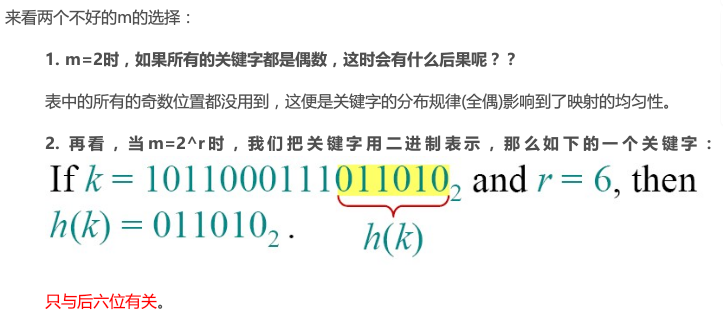 来看两个不好的m的选择：
1. m=2时，如果所有的关键字都是偶数，这时会有什么后果呢？？
表中的所有的奇数位置都没用到，这便是关键字的分布规律(全偶)影响到了映射的均匀性。
2. 再看，当m=2^r时，我们把关键字用二进制表示，那么如下的一个关键字：
If k = 1011000111011010₂ and r = 6, then
h(k) = 011010₂ .
h(k)
只与后六位有关。